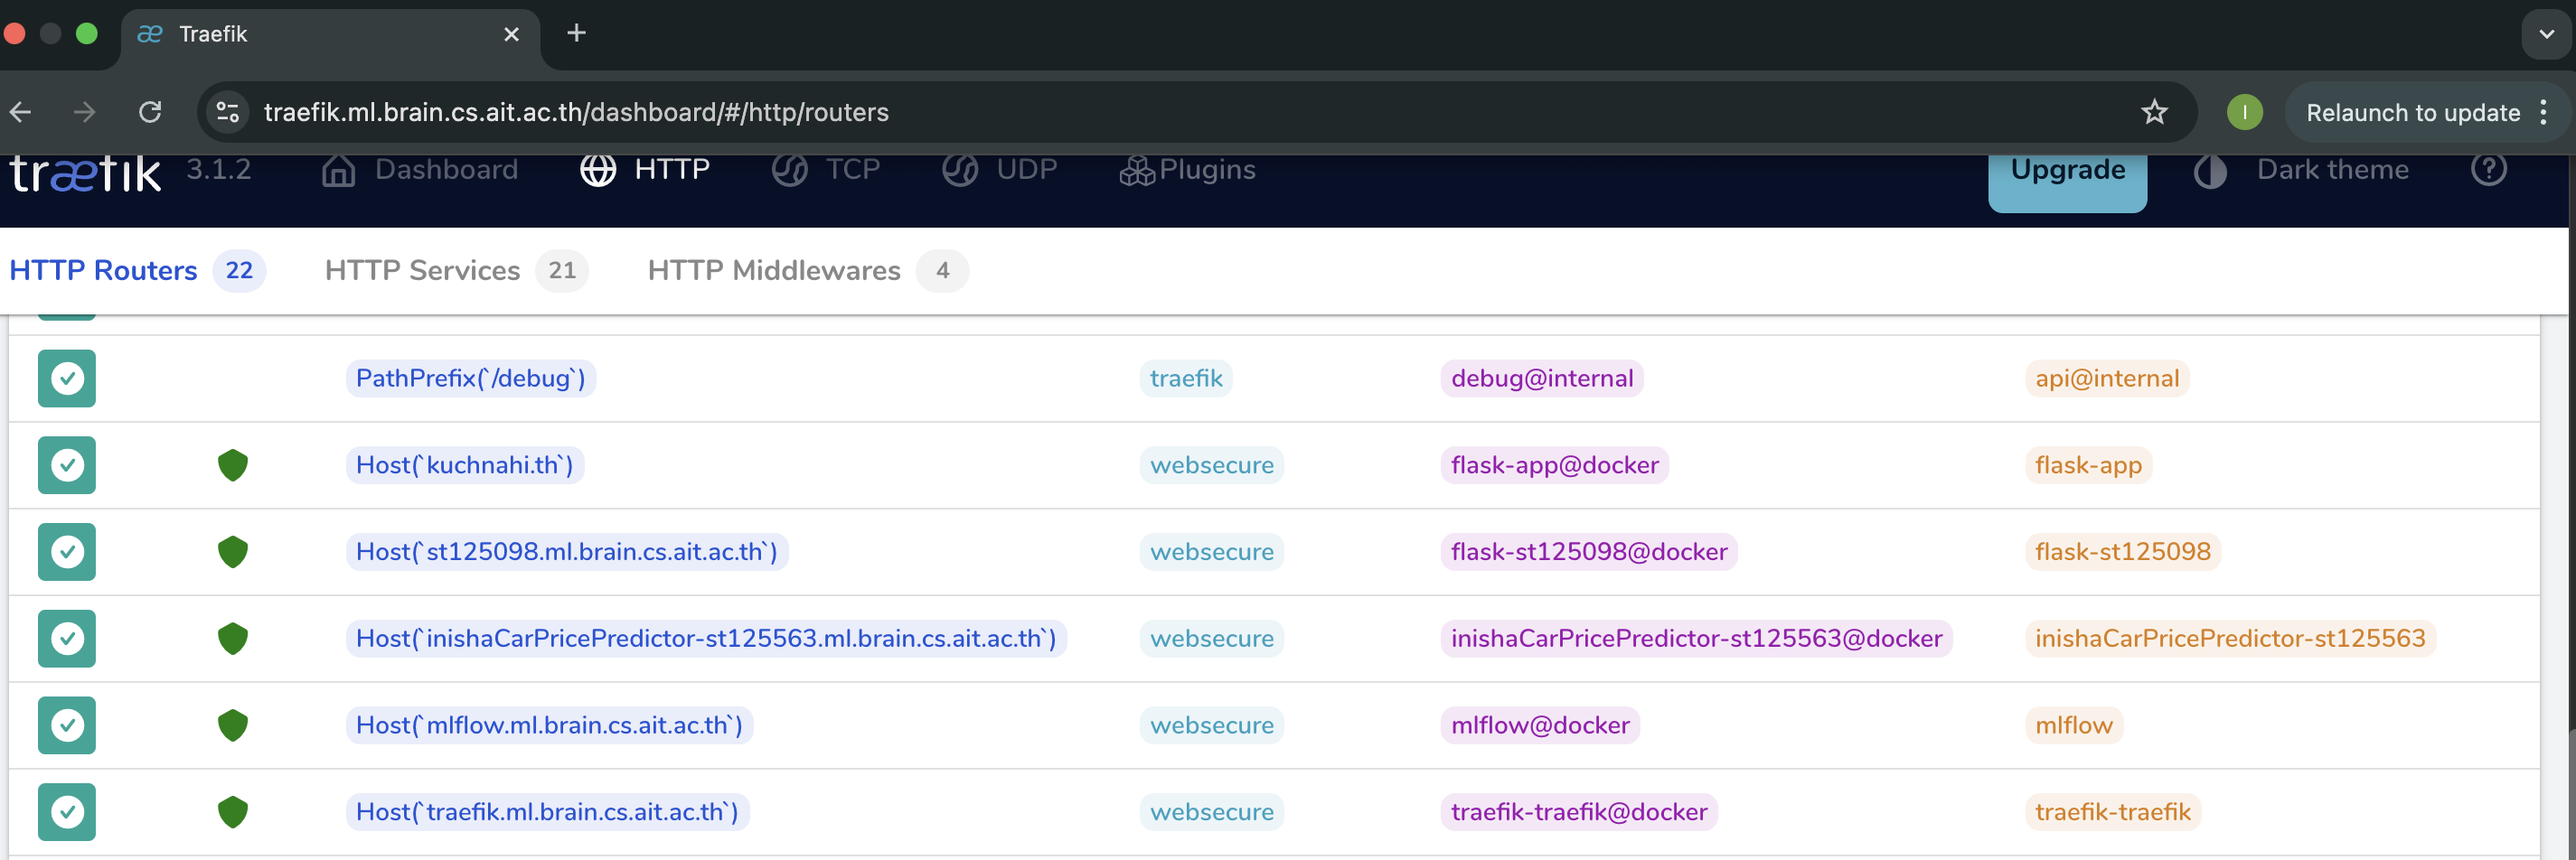 Traefik
traefik.ml.brain.cs.ait.ac.th/dashboard/#/http/routers
I
Relaunch to update
træfik 3.1.2 Dashboard HTTP TCP UDP Plugins Upgrade Dark theme
HTTP Routers 22 HTTP Services 21 HTTP Middlewares 4
PathPrefix(`/debug`) traefik debug@internal api@internal
Host(`kuchnahi.th`) websecure flask-app@docker flask-app
Host(`st125098.ml.brain.cs.ait.ac.th`) websecure flask-st125098@docker flask-st125098
Host(`inishaCarPricePredictor-st125563.ml.brain.cs.ait.ac.th`) websecure inishaCarPricePredictor-st125563@docker inishaCarPricePredictor-st125563
Host(`mlflow.ml.brain.cs.ait.ac.th`) websecure mlflow@docker mlflow
Host(`traefik.ml.brain.cs.ait.ac.th`) websecure traefik-traefik@docker traefik-traefik